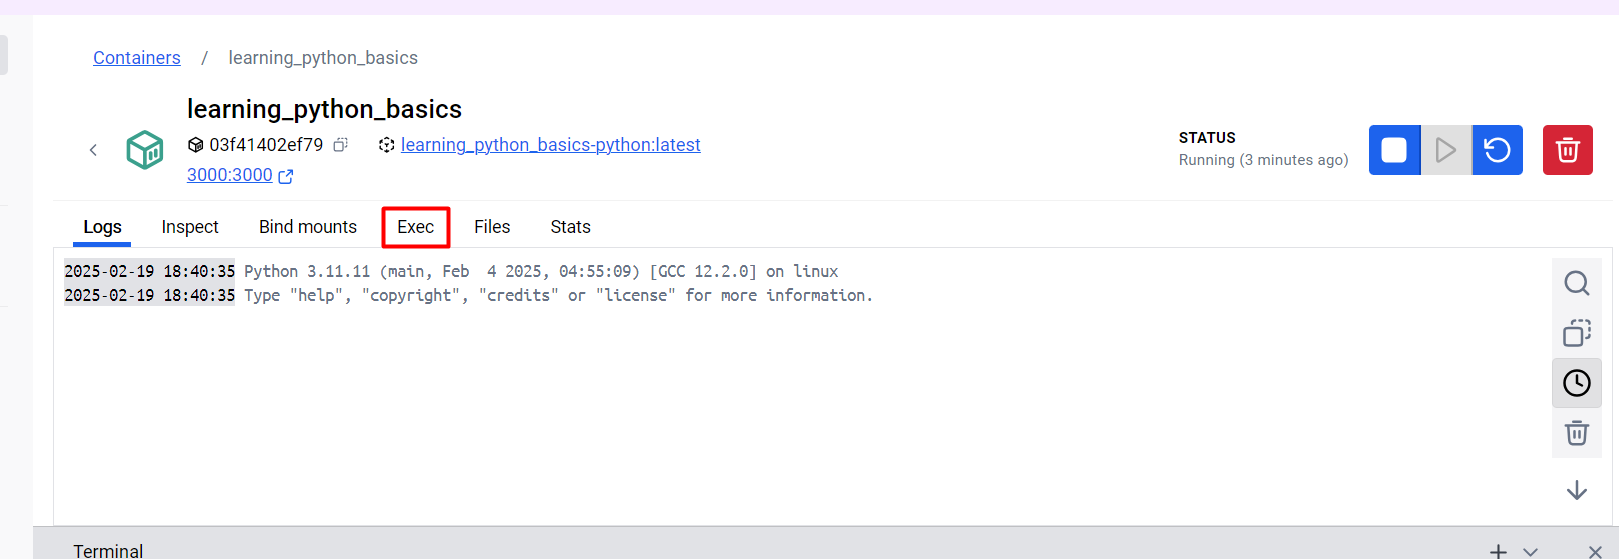 Containers / learning_python_basics
learning_python_basics
03f41402ef79 learning_python_basics-python:latest
3000:3000
STATUS
Running (3 minutes ago)
Logs Inspect Bind mounts Exec Files Stats
2025-02-19 18:40:35 Python 3.11.11 (main, Feb  4 2025, 04:55:09) [GCC 12.2.0] on linux
2025-02-19 18:40:35 Type "help", "copyright", "credits" or "license" for more information.
Terminal